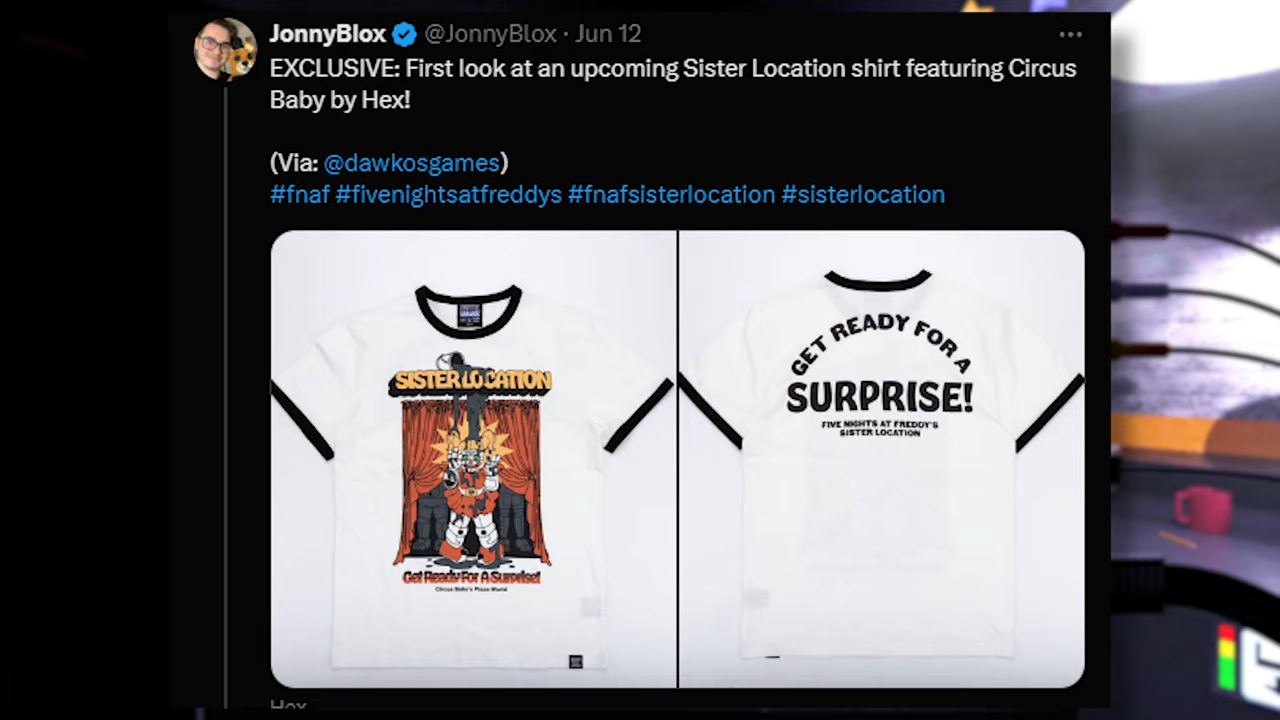 JonnyBlox @JonnyBlox · Jun 12
EXCLUSIVE: First look at an upcoming Sister Location shirt featuring Circus
Baby by Hex!
(Via: @dawkosgames)
#fnaf #fivenightsatfreddys #fnafsisterlocation #sisterlocation
SISTER LOCATION
Get Ready For A Surprise!
Circus Baby's Pizza World
GET READY FOR A
SURPRISE!
FIVE NIGHTS AT FREDDY'S
SISTER LOCATION
Hex